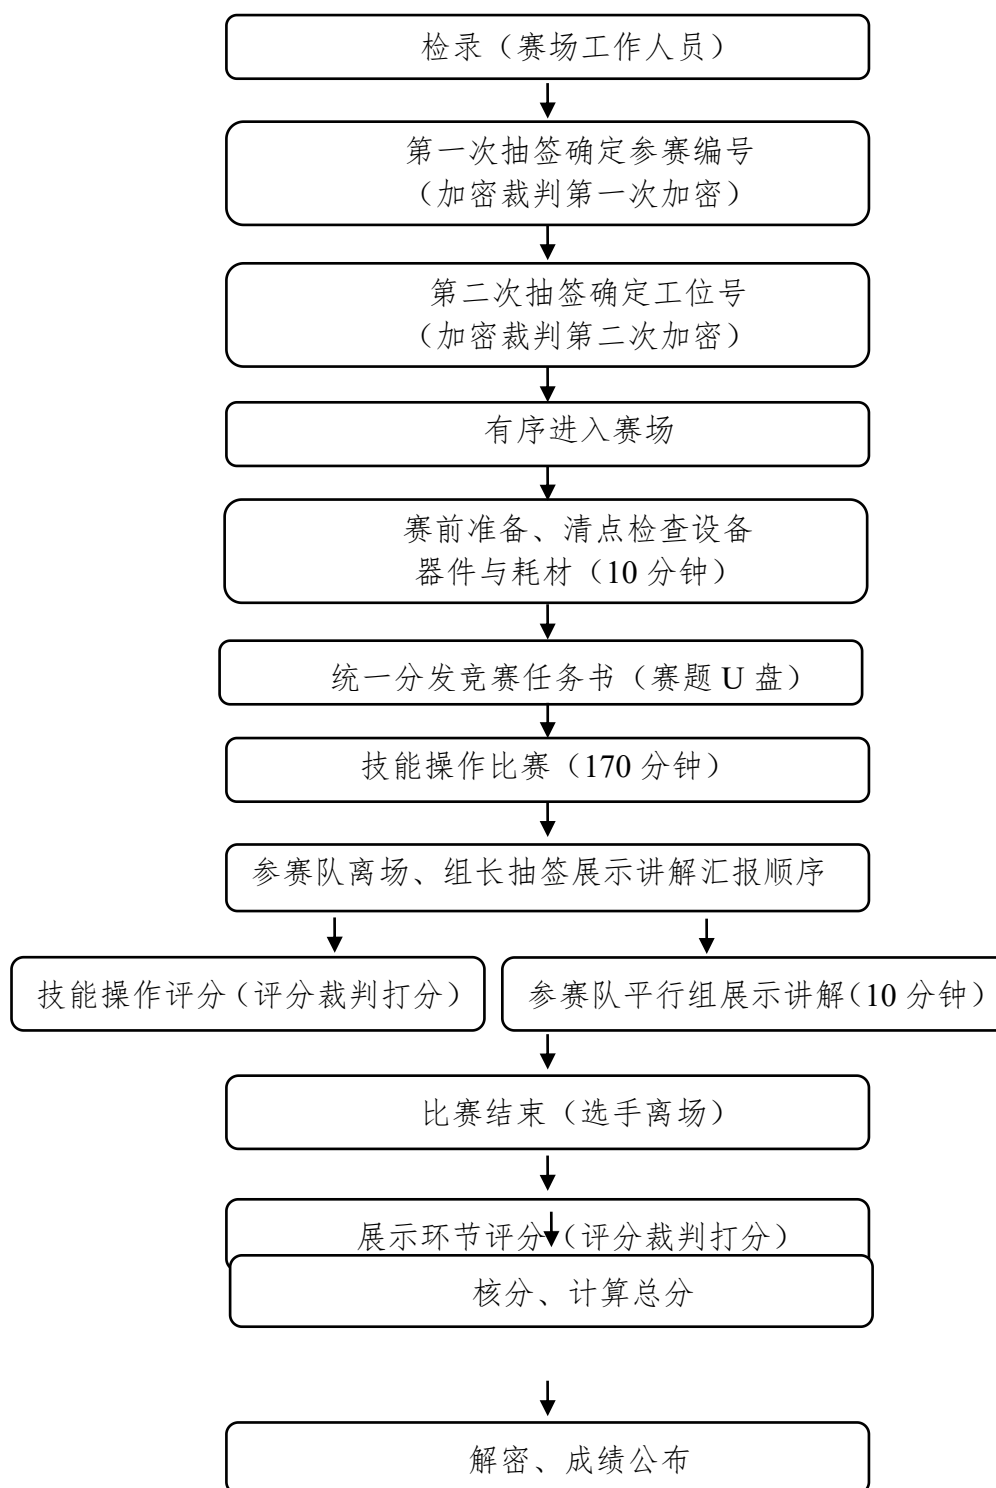 检录（赛场工作人员）
第一次抽签确定参赛编号
（加密裁判第一次加密）
第二次抽签确定工位号
（加密裁判第二次加密）
有序进入赛场
赛前准备、清点检查设备
器件与耗材（10 分钟）
统一分发竞赛任务书（赛题 U 盘）
技能操作比赛（170 分钟）
参赛队离场、组长抽签展示讲解汇报顺序
技能操作评分（评分裁判打分）
参赛队平行组展示讲解（10 分钟）
比赛结束（选手离场）
展示环节评分（评分裁判打分）
核分、计算总分
解密、成绩公布